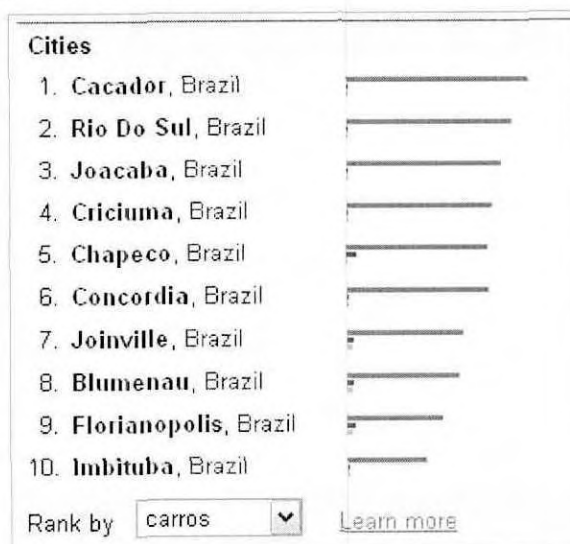 Cities
1. Cacador, Brazil
2. Rio Do Sul, Brazil
3. Joacaba, Brazil
4. Criciuma, Brazil
5. Chapeco, Brazil
6. Concordia, Brazil
7. Joinville, Brazil
8. Blumenau, Brazil
9. Florianopolis, Brazil
10. Imbituba, Brazil
Rank by carros Learn more